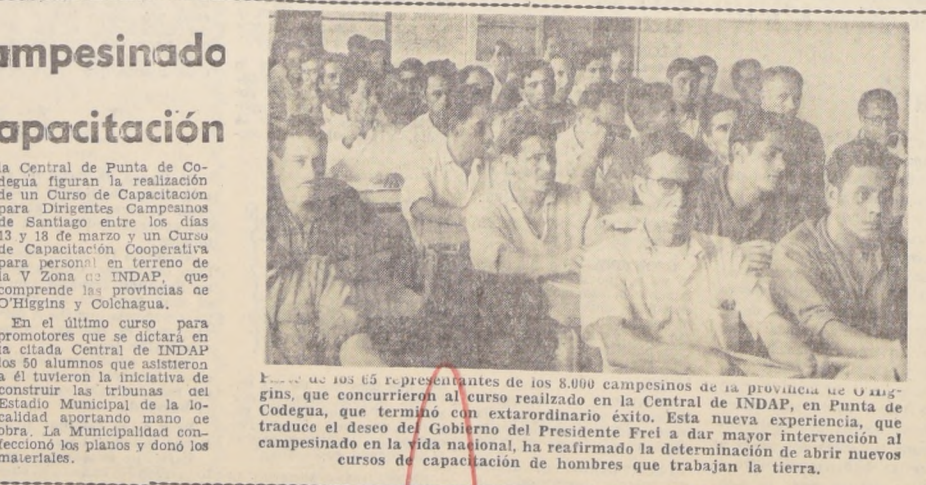 ampesinado
apacitación
la Central de Punta de Co-
degua figuran la realización
de un Curso de Capacitación
para Dirigentes Campesinos
de Santiago entre los días
13 y 18 de marzo y un Curso
de Capacitación Cooperativa
para personal en terreno de
la V Zona de INDAP, que
comprende las provincias de
O'Higgins y Colchagua.
En el último curso para
promotores que se dictará en
la citada Central de INDAP
los 50 alumnos que asistieron
a él tuvieron la iniciativa de
construir las tribunas del
Estadio Municipal de la lo-
calidad aportando mano de
obra. La Municipalidad con-
feccionó los planos y donó los
materiales.
Parte de los 65 representantes de los 8.000 campesinos de la provincia de O'Hig-
gins, que concurrieron al curso realzado en la Central de INDAP, en Punta de
Codegua, que terminó con extarordinario éxito. Esta nueva experiencia, que
traduce el deseo del Gobierno del Presidente Frei a dar mayor intervención al
campesinado en la vida nacional, ha reafirmado la determinación de abrir nuevos
cursos de capacitación de hombres que trabajan la tierra.